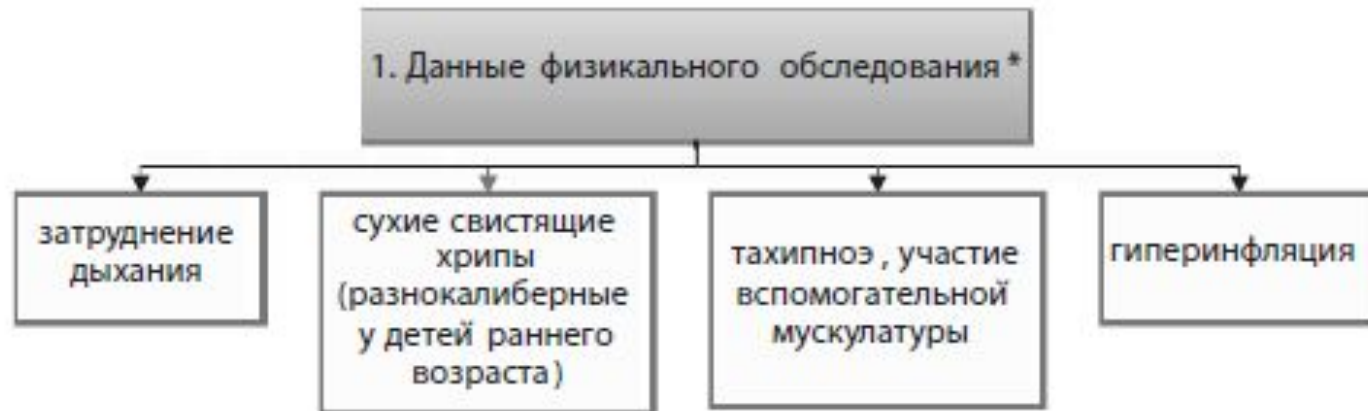 1. Данные физикального обследования *
затруднение
дыхания
сухие свистящие
хрипы
(разнокалиберные
у детей раннего
возраста)
тахипноэ , участие
вспомогательной
мускулатуры
гиперинфляция